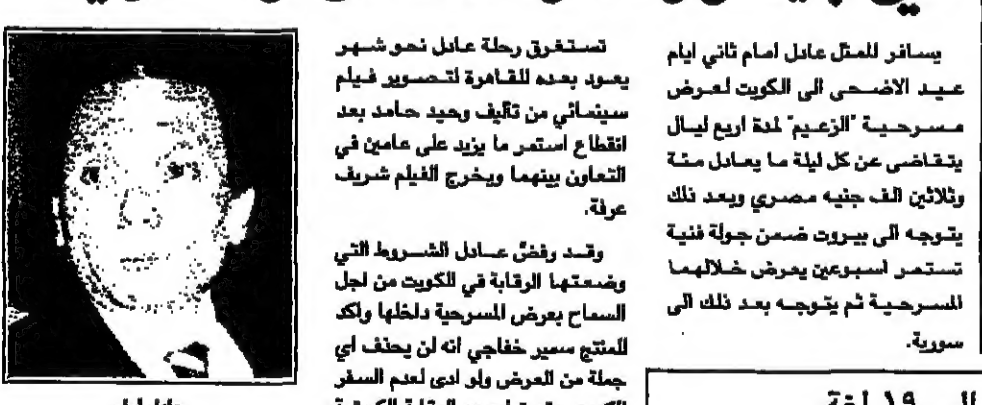 يسافر الممثل عادل امام ثاني ايام
عيد الاضحى الى الكويت لعرض
مسرحية "الزعيم" لمدة اربع ليال
يتقاضى عن كل ليلة ما يعادل مئة
وثلاثين الف جنيه مصري وبعد ذلك
يتوجه الى بيروت ضمن جولة فنية
تستمر اسبوعين يعرض خلالهما
المسرحية ثم يتوجه بعد ذلك الى
سورية.
تستغرق رحلة عادل نحو شهر
يعود بعده للقاهرة لتصوير فيلم
سينمائي من تأليف وحيد حامد بعد
انقطاع استمر ما يزيد على عامين في
التعاون بينهما ويخرج الفيلم شريف
عرفة.
وقد رفض عادل الشروط التي
وضعتها الرقابة في الكويت من اجل
السماح بعرض المسرحية داخلها واكد
للمنتج سمير خفاجي انه لن يحذف اي
جملة من العرض ولو ادى لعدم السفر
الرقابة الكويتية
١٩ لغة